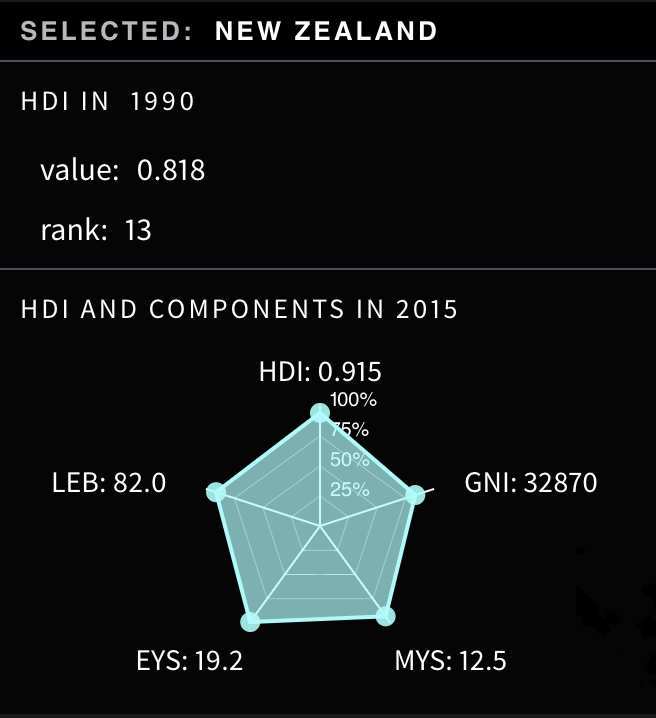 SELECTED: NEW ZEALAND
HDI IN 1990
value: 0.818
rank: 13
HDI AND COMPONENTS IN 2015
HDI: 0.915
100%
75%
50%
25%
LEB: 82.0
GNI: 32870
EYS: 19.2
MYS: 12.5